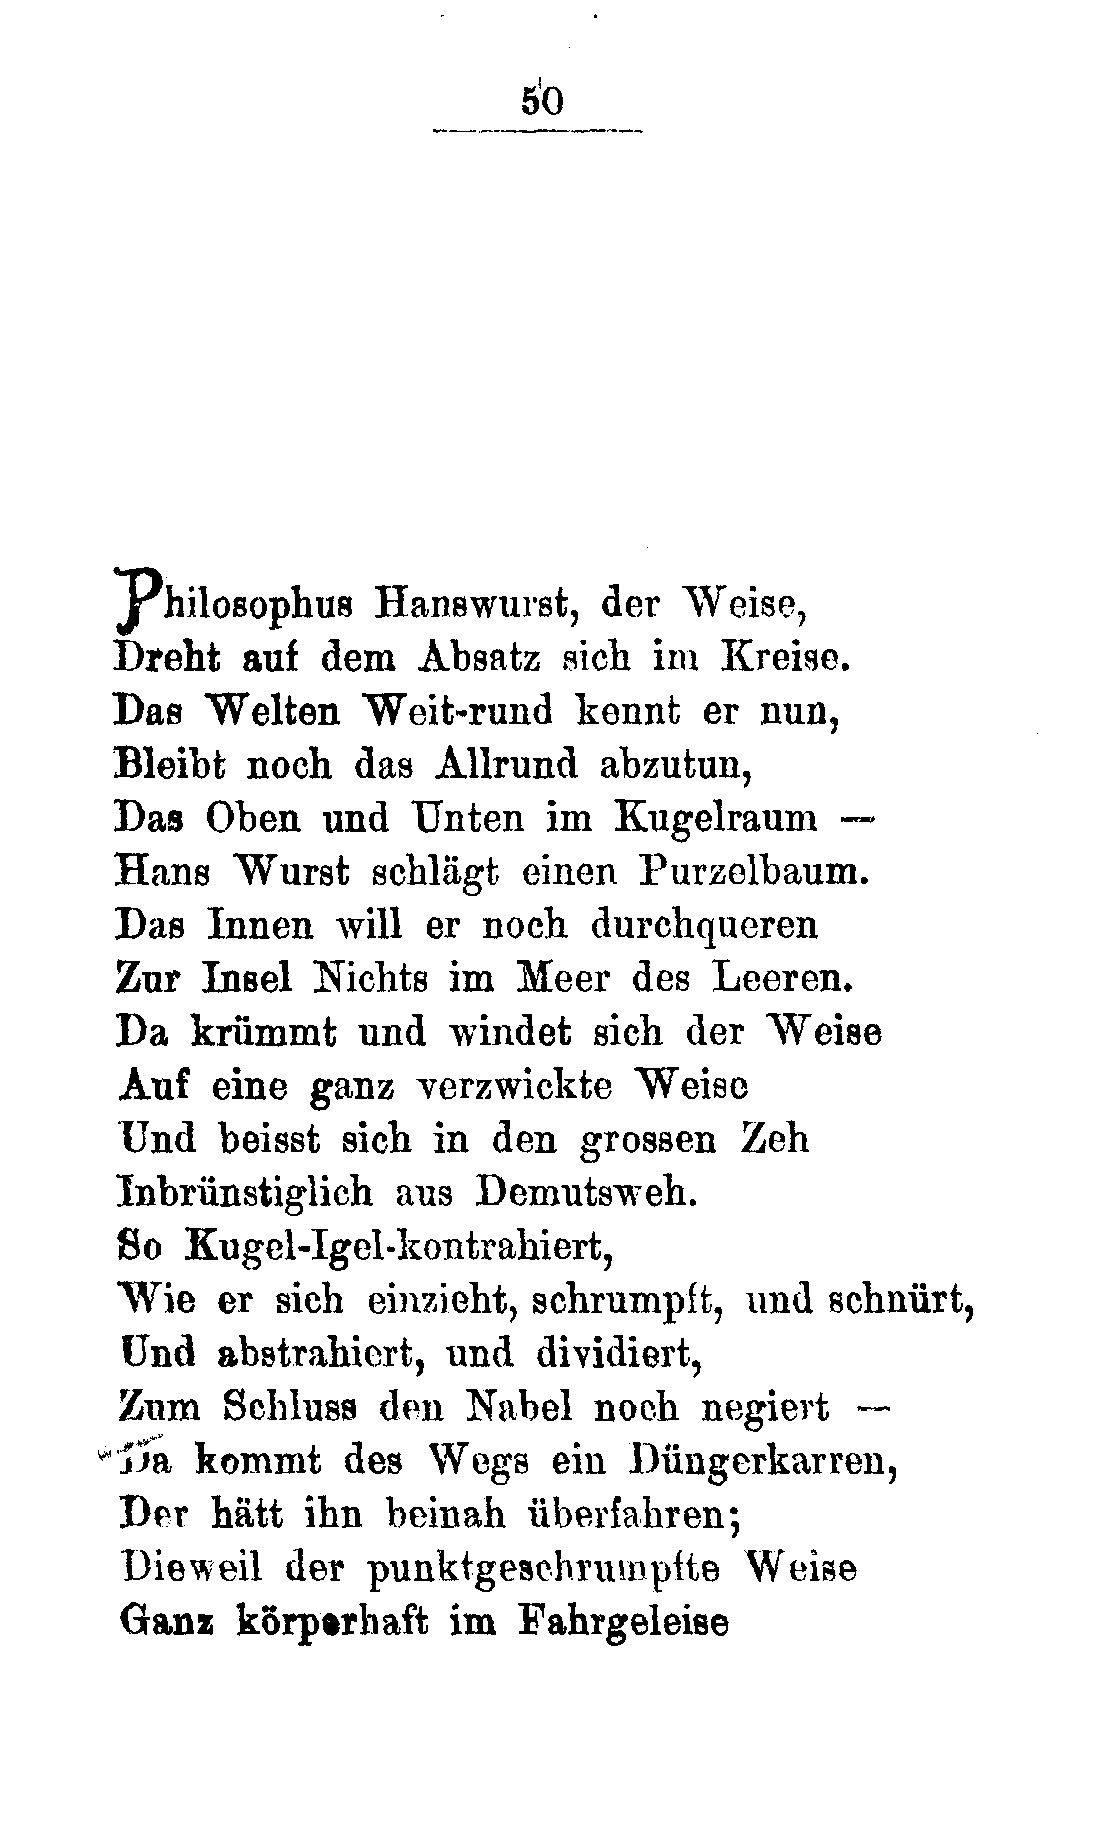 50
Philosophus Hanswurst, der Weise,
Dreht auf dem Absatz sich im Kreise.
Das Welten Weit-rund kennt er nun,
Bleibt noch das Allrund abzutun,
Das Oben und Unten im Kugelraum —
Hans Wurst schlägt einen Purzelbaum.
Das Innen will er noch durchqueren
Zur Insel Nichts im Meer des Leeren.
Da krümmt und windet sich der Weise
Auf eine ganz verzwickte Weise
Und beisst sich in den grossen Zeh
Inbrünstiglich aus Demutsweh.
So Kugel-Igel-kontrahiert,
Wie er sich einzieht, schrumpft, und schnürt,
Und abstrahiert, und dividiert,
Zum Schluss den Nabel noch negiert —
Da kommt des Wegs ein Düngerkarren,
Der hätt ihn beinah überfahren;
Dieweil der punktgeschrumpfte Weise
Ganz körperhaft im Fahrgeleise